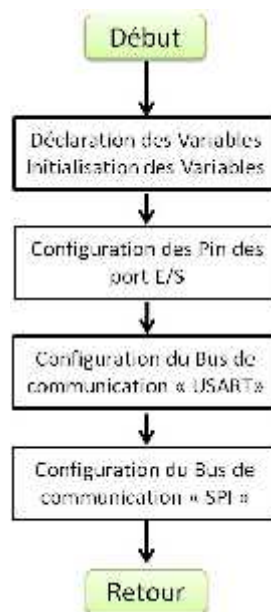 Début
Déclaration des Variables
Initialisation des Variables
Configuration des Pin des
port E/S
Configuration du Bus de
communication « USART»
Configuration du Bus de
communication « SPI »
Retour